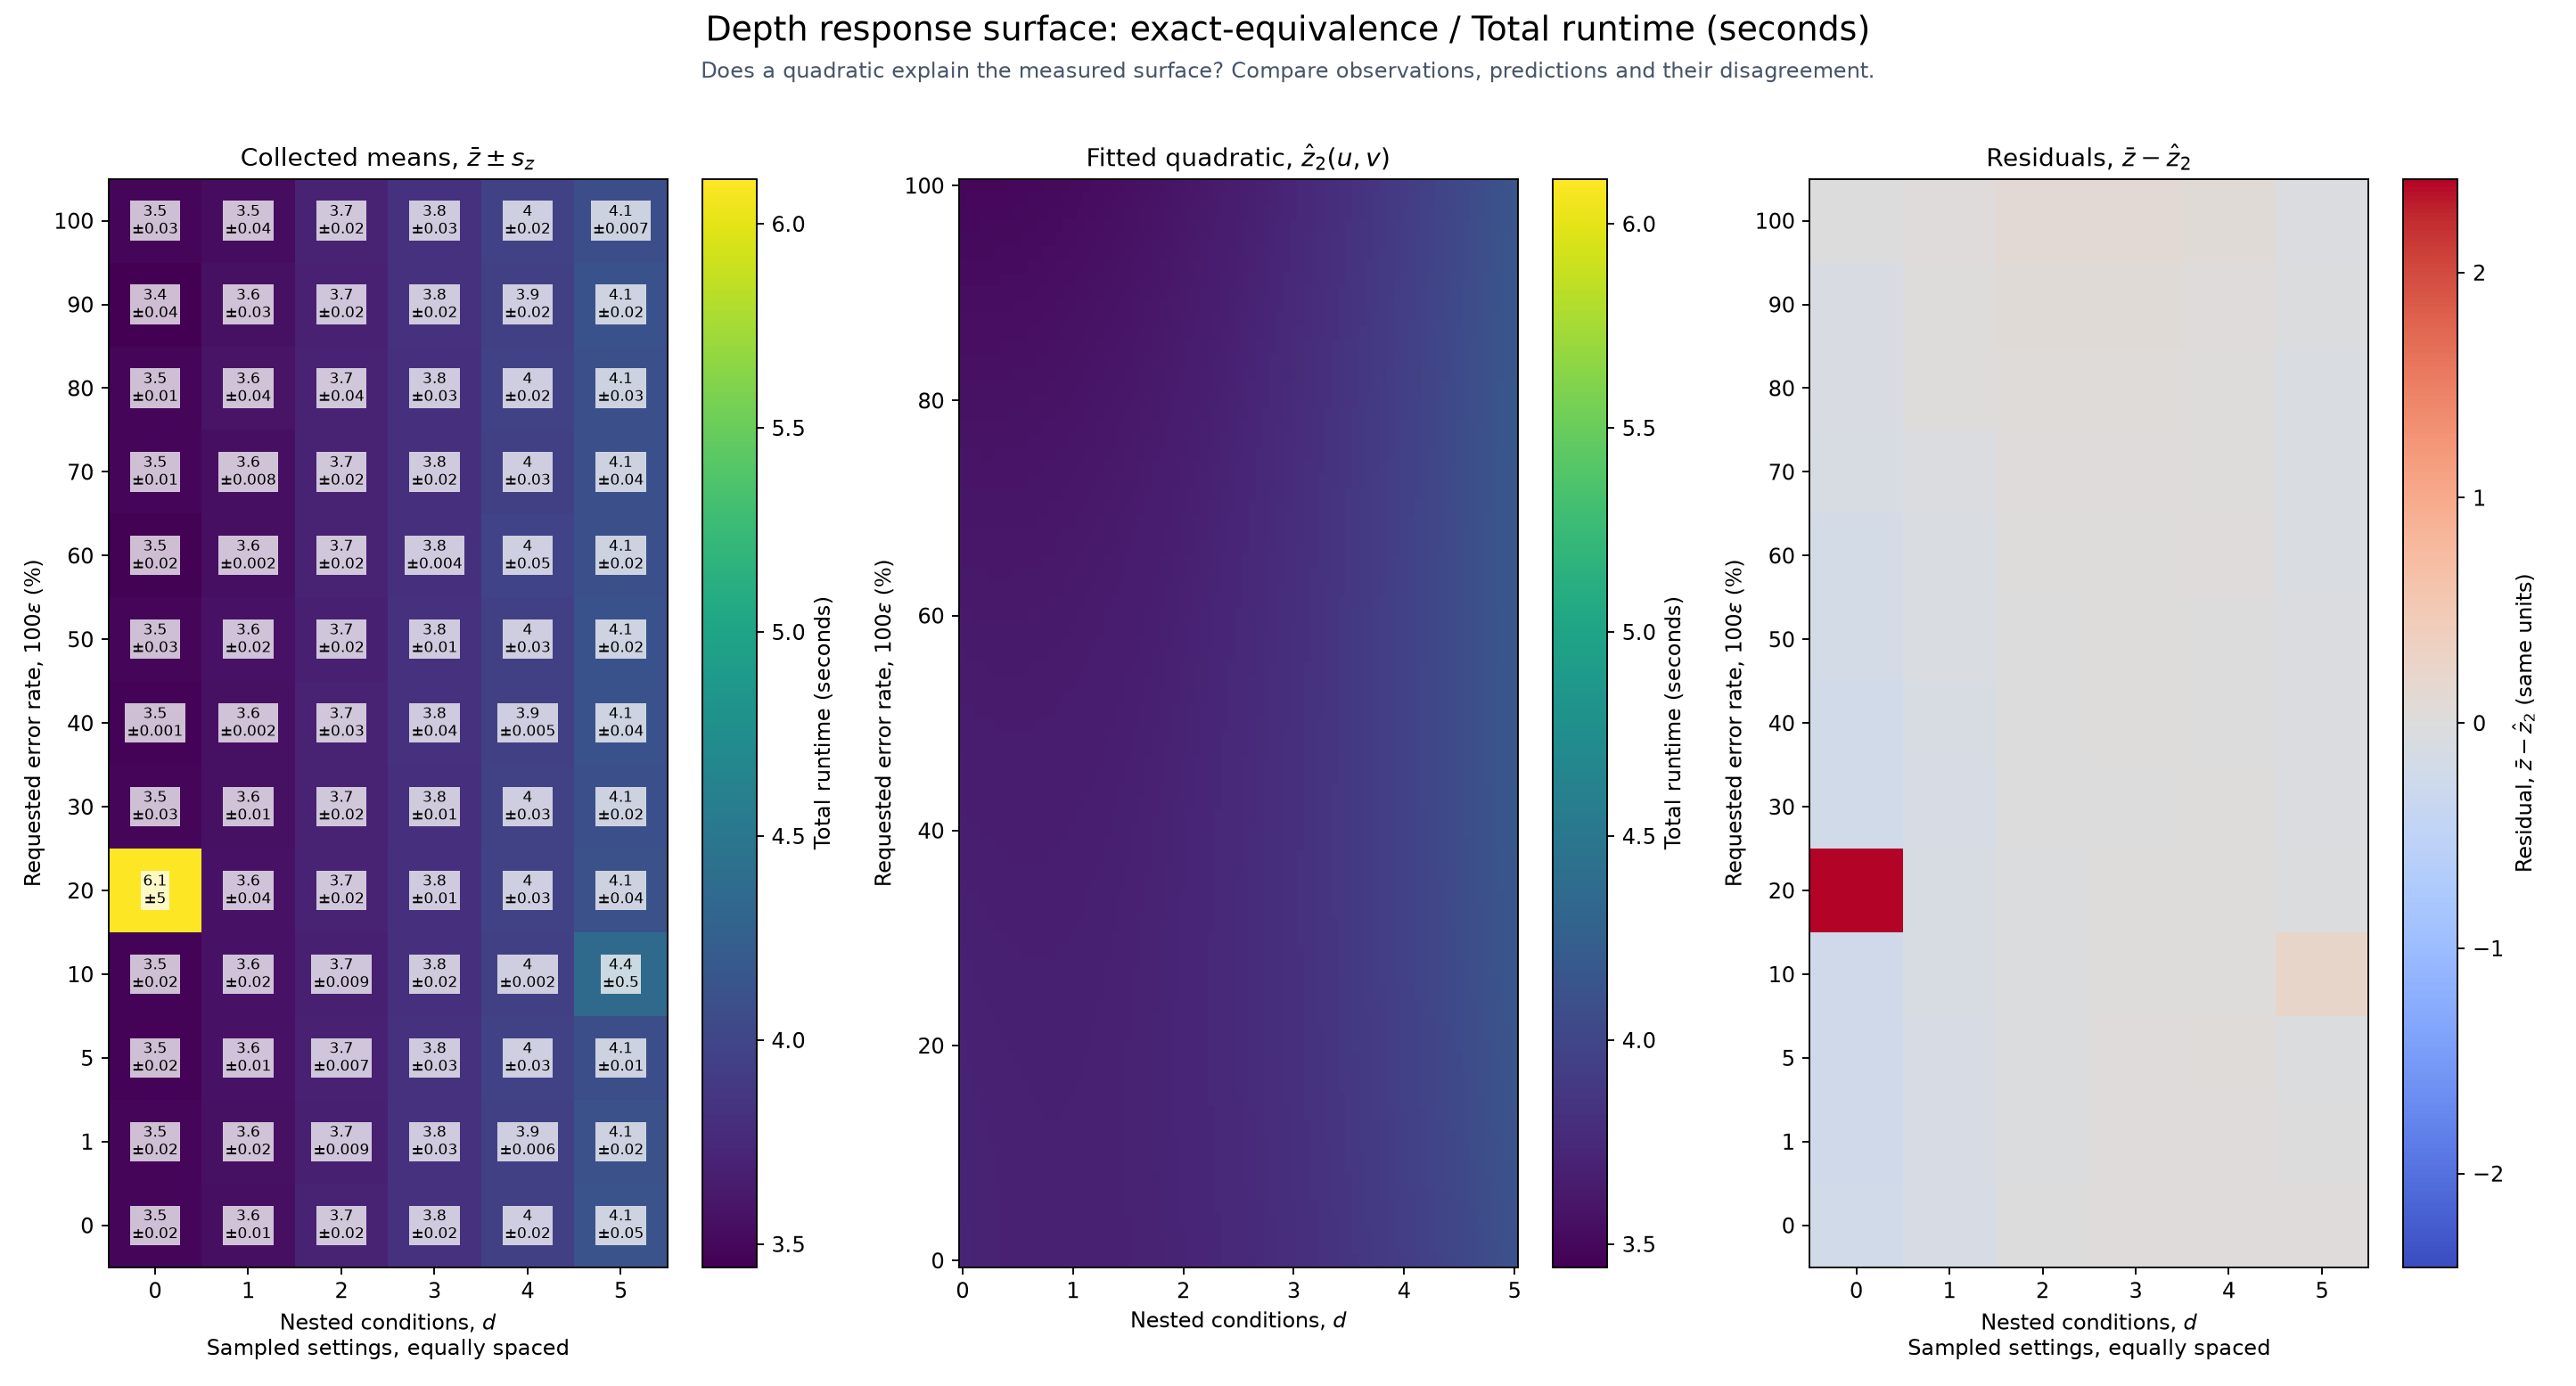 Depth response surface: exact-equivalence / Total runtime (seconds)
Does a quadratic explain the measured surface? Compare observations, predictions and their disagreement.
Collected means, z̄ ± s_z
Requested error rate, 100ε (%)
100 3.5 3.5 3.7 3.8 4 4.1
±0.03 ±0.04 ±0.02 ±0.03 ±0.02 ±0.007
90 3.4 3.6 3.7 3.8 3.9 4.1
±0.04 ±0.03 ±0.02 ±0.02 ±0.02 ±0.02
80 3.5 3.6 3.7 3.8 4 4.1
±0.01 ±0.04 ±0.04 ±0.03 ±0.02 ±0.03
70 3.5 3.6 3.7 3.8 4 4.1
±0.01 ±0.008 ±0.02 ±0.02 ±0.03 ±0.04
60 3.5 3.6 3.7 3.8 4 4.1
±0.02 ±0.002 ±0.02 ±0.004 ±0.05 ±0.02
50 3.5 3.6 3.7 3.8 4 4.1
±0.03 ±0.02 ±0.02 ±0.01 ±0.03 ±0.02
40 3.5 3.6 3.7 3.8 3.9 4.1
±0.001 ±0.002 ±0.03 ±0.04 ±0.005 ±0.04
30 3.5 3.6 3.7 3.8 4 4.1
±0.03 ±0.01 ±0.02 ±0.01 ±0.03 ±0.02
20 6.1 3.6 3.7 3.8 4 4.1
±5 ±0.04 ±0.02 ±0.01 ±0.03 ±0.04
10 3.5 3.6 3.7 3.8 4 4.4
±0.02 ±0.02 ±0.009 ±0.02 ±0.002 ±0.5
5 3.5 3.6 3.7 3.8 4 4.1
±0.02 ±0.01 ±0.007 ±0.03 ±0.03 ±0.01
1 3.5 3.6 3.7 3.8 3.9 4.1
±0.02 ±0.02 ±0.009 ±0.03 ±0.006 ±0.02
0 3.5 3.6 3.7 3.8 4 4.1
±0.02 ±0.01 ±0.02 ±0.02 ±0.02 ±0.05
0 1 2 3 4 5
Nested conditions, d
Sampled settings, equally spaced
6.0
5.5
5.0
4.5
4.0
3.5
Total runtime (seconds)
Fitted quadratic, ẑ₂(u, v)
Requested error rate, 100ε (%)
100
80
60
40
20
0
0 1 2 3 4 5
Nested conditions, d
6.0
5.5
5.0
4.5
4.0
3.5
Total runtime (seconds)
Residuals, z̄ − ẑ₂
Requested error rate, 100ε (%)
100
90
80
70
60
50
40
30
20
10
5
1
0
0 1 2 3 4 5
Nested conditions, d
Sampled settings, equally spaced
2
1
0
−1
−2
Residual, z̄ − ẑ₂ (same units)